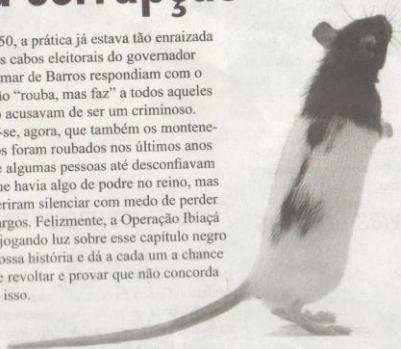 corrupção
50, a prática já estava tão enraizada
s cabos eleitorais do governador
mar de Barros respondiam com o
ão “rouba, mas faz” a todos aqueles
o acusavam de ser um criminoso.
-se, agora, que também os montene-
os foram roubados nos últimos anos
e algumas pessoas até desconfiavam
ue havia algo de podre no reino, mas
eriram silenciar com medo de perder
argos. Felizmente, a Operação Ibiaçá
jogando luz sobre esse capítulo negro
ossa história e dá a cada um a chance
e revoltar e provar que não concorda
isso.